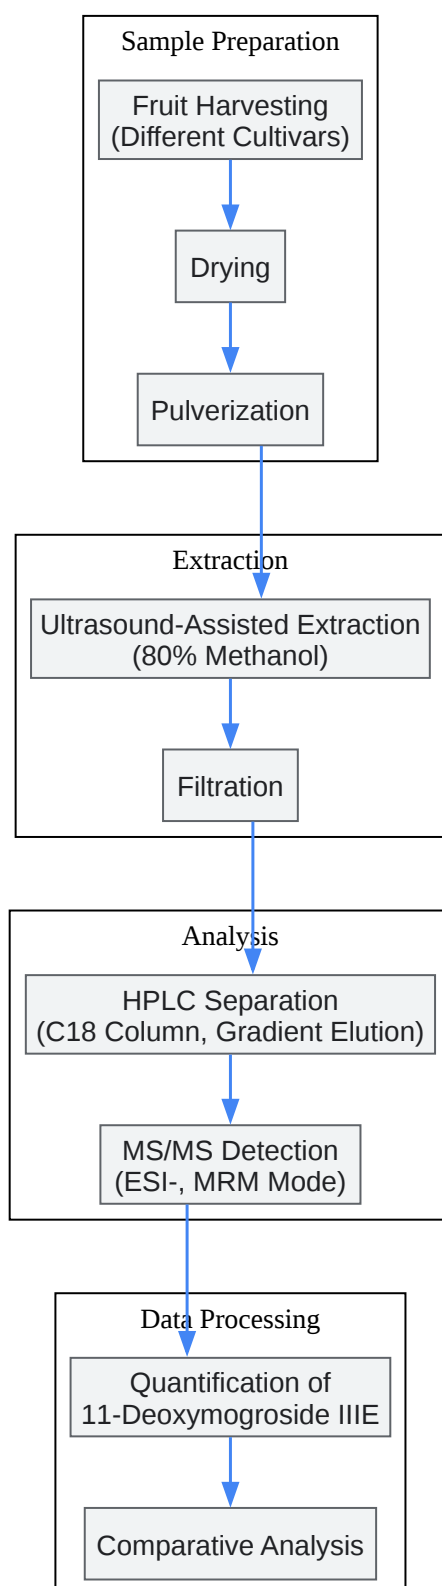 Sample Preparation
Fruit Harvesting
(Different Cultivars)
Drying
Pulverization
Extraction
Ultrasound-Assisted Extraction
(80% Methanol)
Filtration
Analysis
HPLC Separation
(C18 Column, Gradient Elution)
MS/MS Detection
(ESI-, MRM Mode)
Data Processing
Quantification of
11-Deoxymogroside IIIE
Comparative Analysis